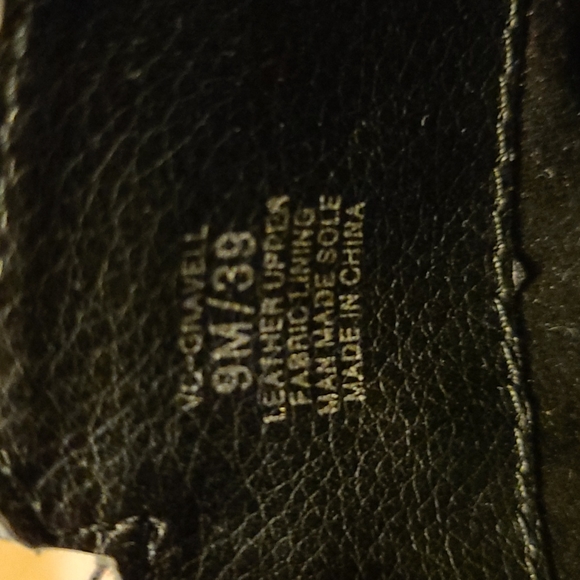 VC-GRAVELL
9M/39
LEATHER UPPER
FABRIC LINING
MAN MADE SOLE
MADE IN CHINA